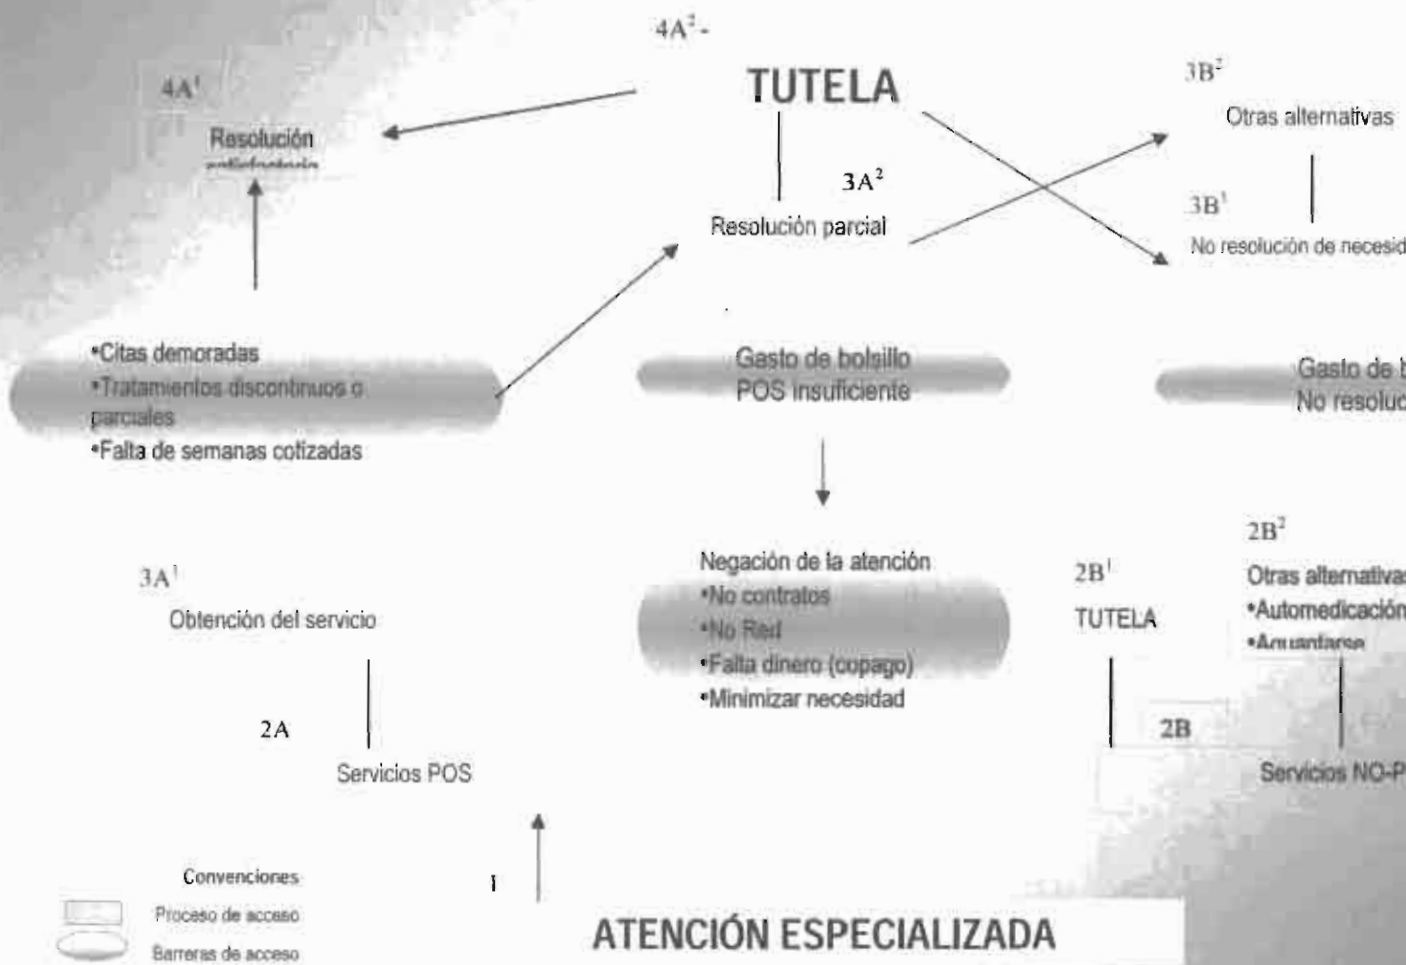 4A² -
TUTELA
4A¹
Resolución
3B²
Otras alternativas
3A²
Resolución parcial
3B¹
No resolución de necesid
•Citas demoradas
•Tratamientos discontinuos o
parciales
•Falta de semanas cotizadas
Gasto de bolsillo
POS insuficiente
Gasto de b
No resoluc
Negación de la atención
•No contratos
•No Red
•Falta dinero (copago)
•Minimizar necesidad
3A¹
Obtención del servicio
2B¹
TUTELA
2B²
Otras alternativas
•Automedicación
•Aguantarse
2A
Servicios POS
2B
Servicios NO-P
Convenciones
Proceso de acceso
Barreras de acceso
1
ATENCIÓN ESPECIALIZADA